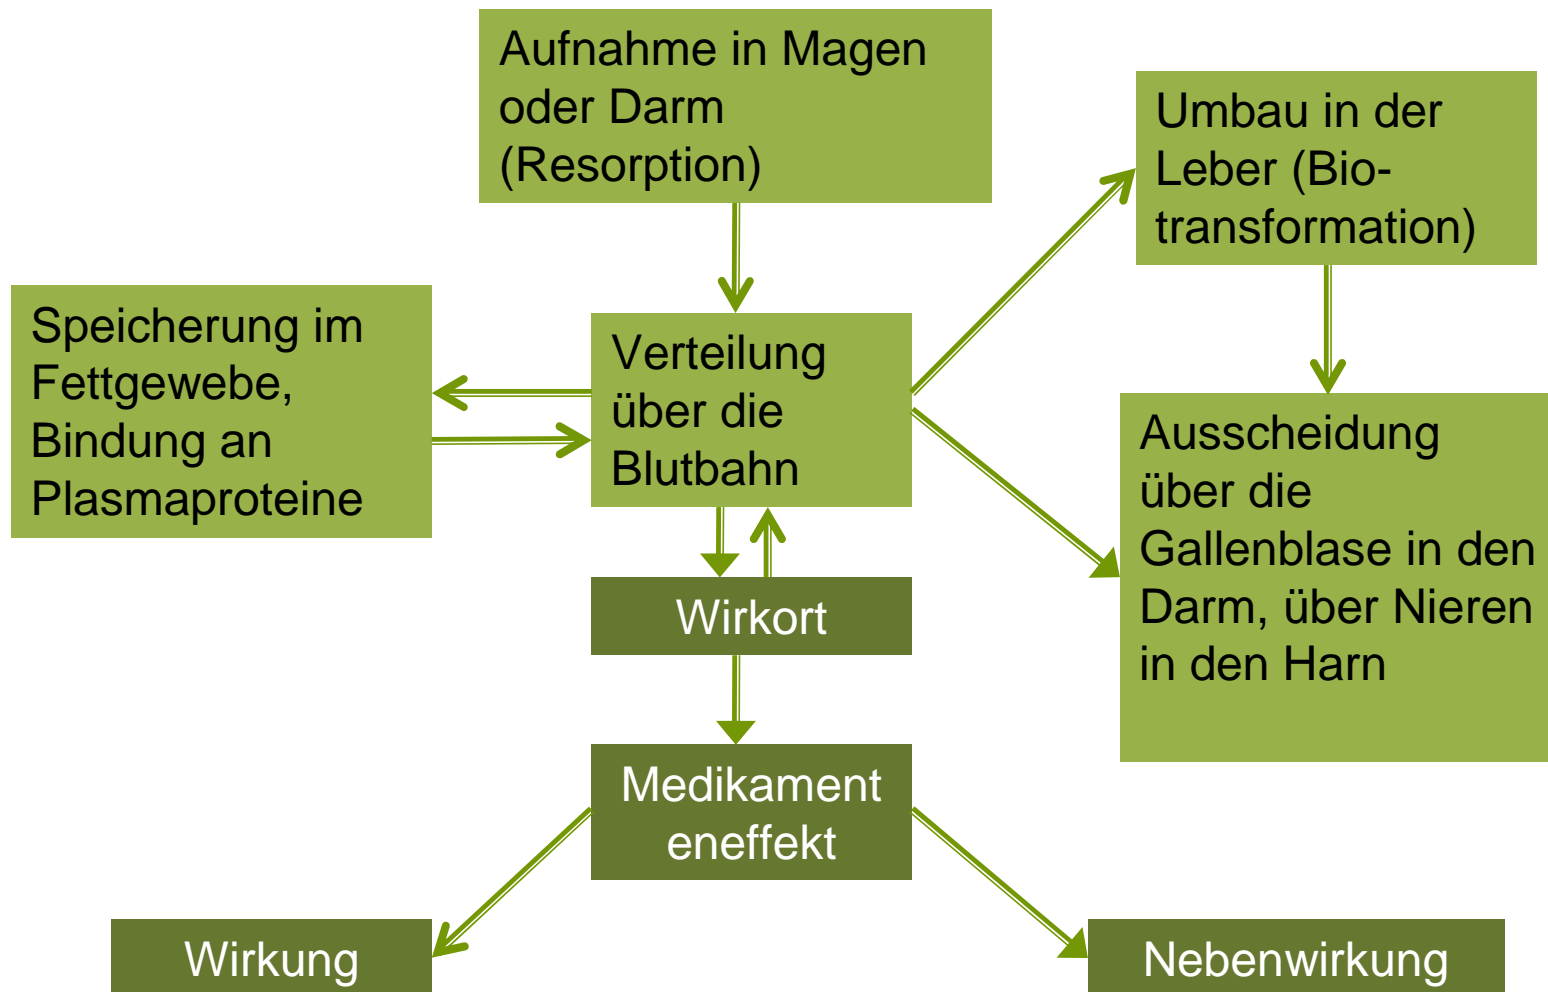 Aufnahme in Magen
oder Darm
(Resorption)
Umbau in der
Leber (Bio-
transformation)
Speicherung im
Fettgewebe,
Bindung an
Plasmaproteine
Verteilung
über die
Blutbahn
Ausscheidung
über die
Gallenblase in den
Darm, über Nieren
in den Harn
Wirkort
Medikament
eneffekt
Wirkung
Nebenwirkung